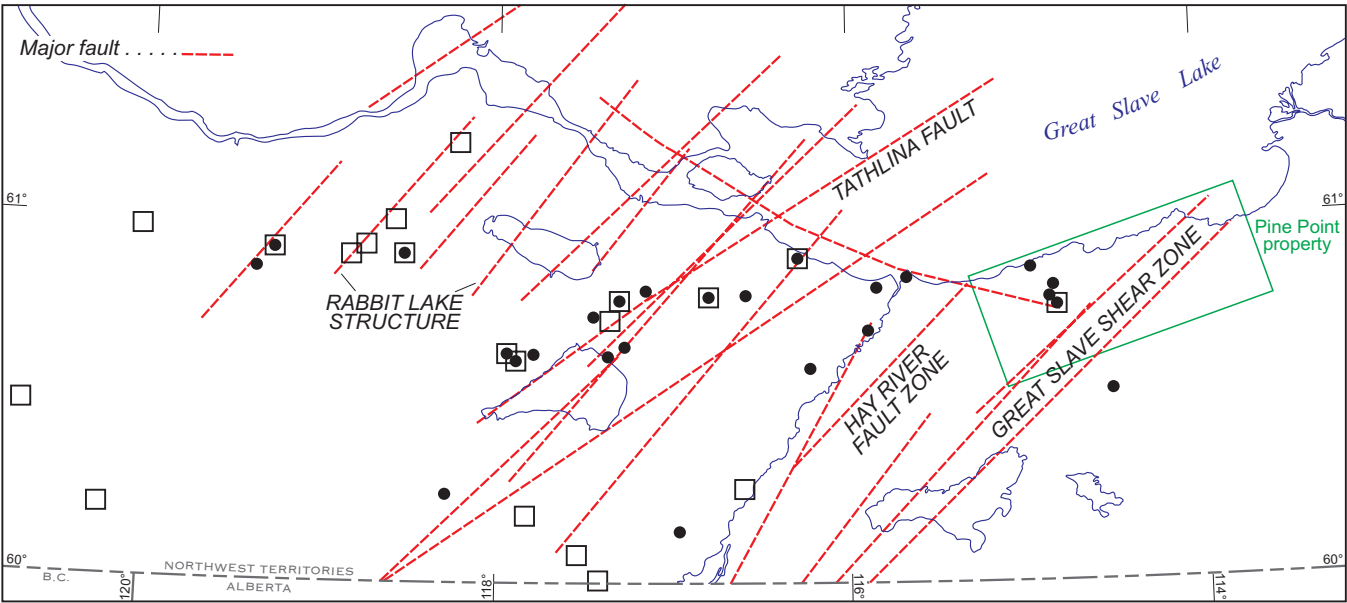 Major fault . . . . .
Great Slave Lake
TATHLINA FAULT
61°
61°
Pine Point
property
RABBIT LAKE
STRUCTURE
GREAT SLAVE SHEAR ZONE
HAY RIVER
FAULT ZONE
60°
60°
NORTHWEST TERRITORIES
B.C.
ALBERTA
120°
118°
116°
114°